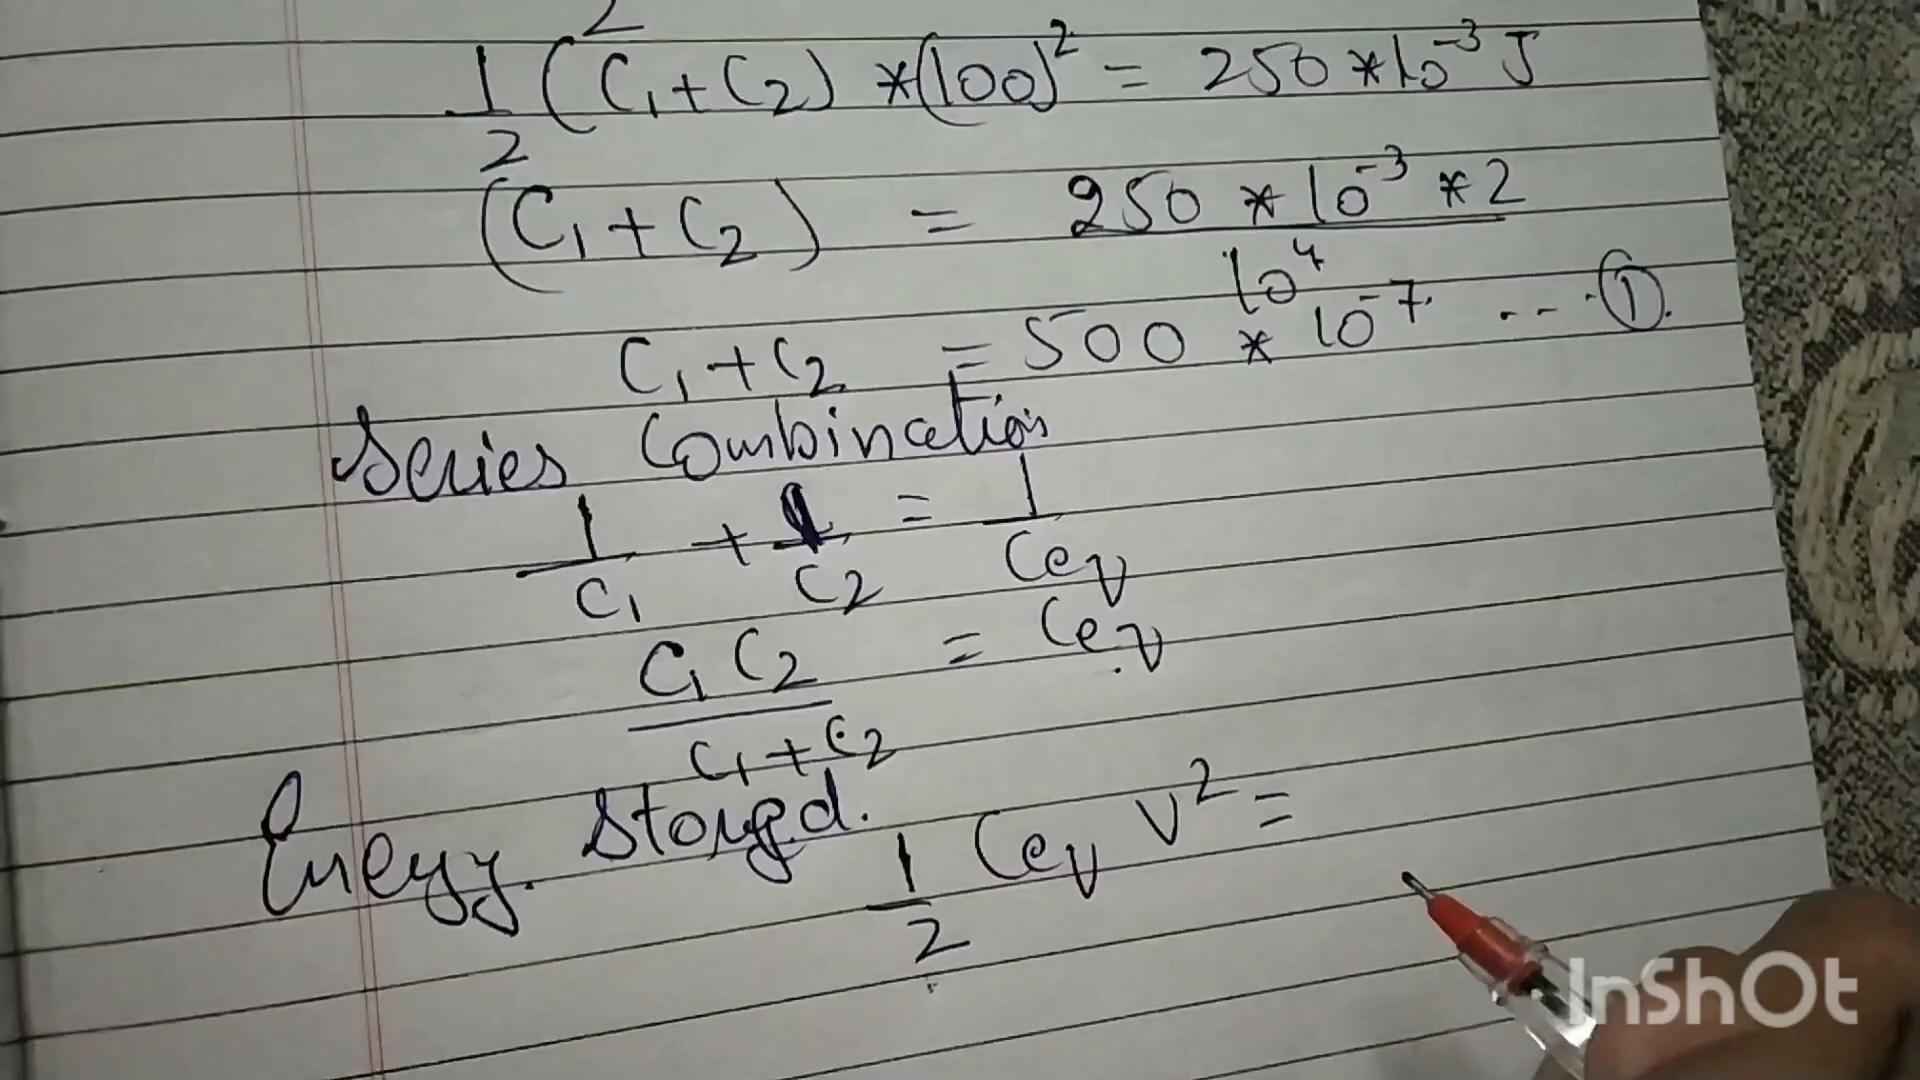 2
1/2 (C₁+C₂) *(100)² = 250 *10⁻³ J
(C₁+C₂) = 250 *10⁻³ *2 / 10⁴
C₁+C₂ = 500 * 10⁻⁷ ... ①.
Series Combination
1/C₁ + 1/C₂ = 1/Ceq
C₁C₂/C₁+C₂ = Ceq
Energy Stored. 1/2 Ceq V² =
InShOt